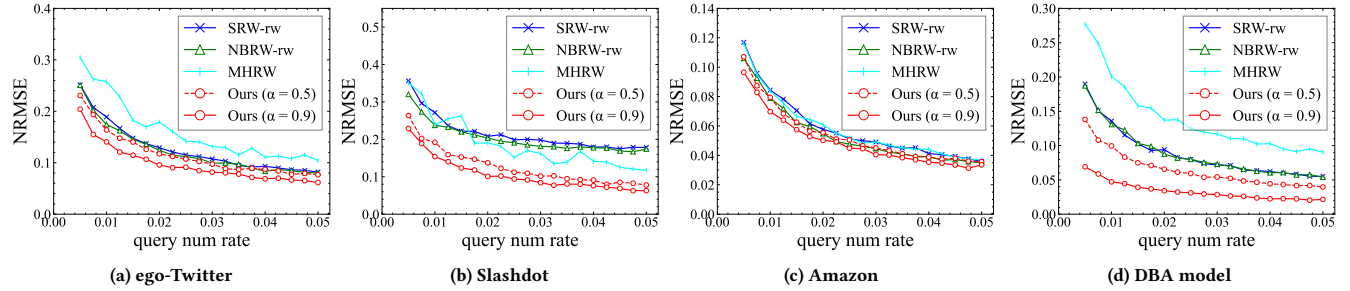 0.4
0.3
0.2
0.1
0.0
NRMSE
0.00
0.01
0.02
0.03
0.04
0.05
query num rate
SRW-rw
NBRW-rw
MHRW
Ours (α = 0.5)
Ours (α = 0.9)
(a) ego-Twitter
0.5
0.4
0.3
0.2
0.1
0.0
NRMSE
0.00
0.01
0.02
0.03
0.04
0.05
query num rate
SRW-rw
NBRW-rw
MHRW
Ours (α = 0.5)
Ours (α = 0.9)
(b) Slashdot
0.14
0.12
0.10
0.08
0.06
0.04
0.02
0.00
NRMSE
0.00
0.01
0.02
0.03
0.04
0.05
query num rate
SRW-rw
NBRW-rw
MHRW
Ours (α = 0.5)
Ours (α = 0.9)
(c) Amazon
0.30
0.25
0.20
0.15
0.10
0.05
0.00
NRMSE
0.00
0.01
0.02
0.03
0.04
0.05
query num rate
SRW-rw
NBRW-rw
MHRW
Ours (α = 0.5)
Ours (α = 0.9)
(d) DBA model